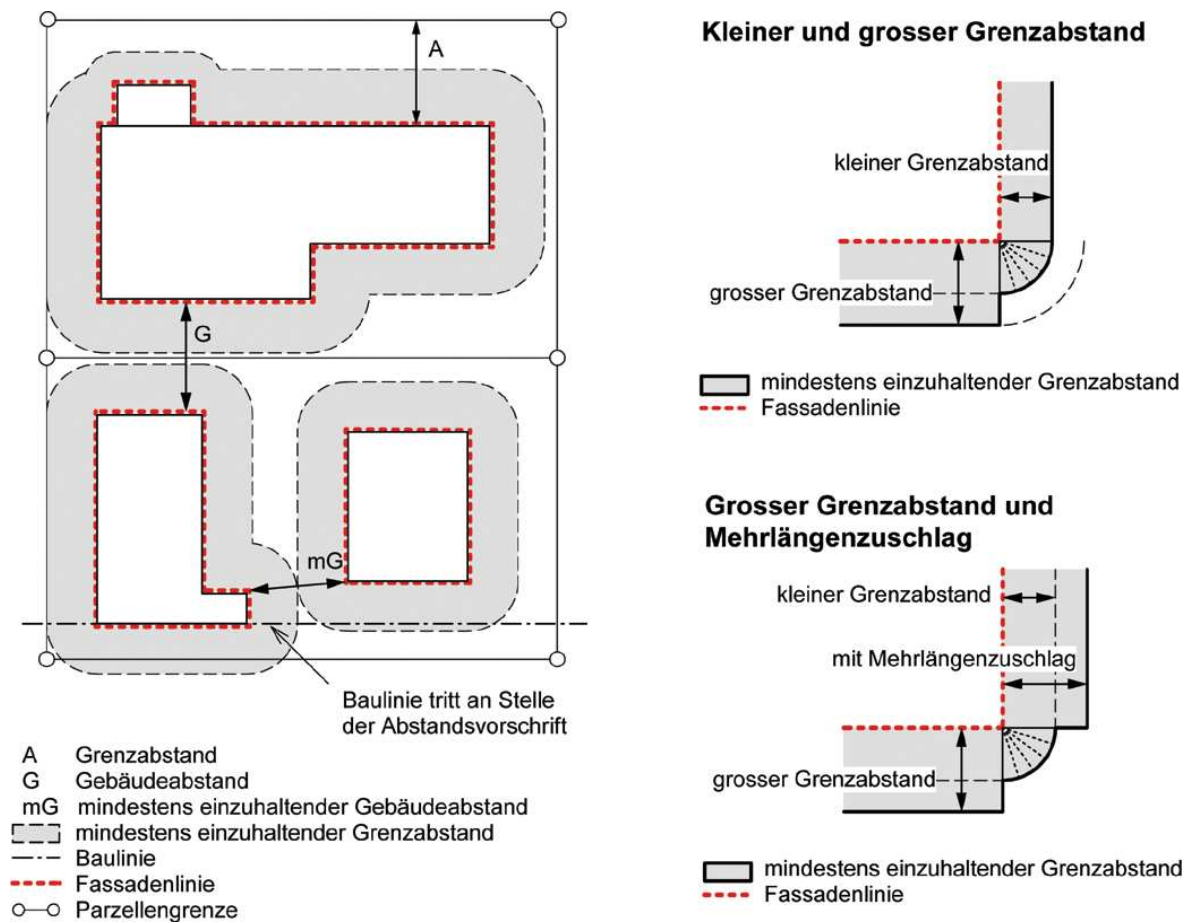 A
G
mG
Baulinie tritt an Stelle
der Abstandsvorschrift
A Grenzabstand
G Gebäudeabstand
mG mindestens einzuhaltender Gebäudeabstand
mindestens einzuhaltender Grenzabstand
Baulinie
Fassadenlinie
Parzellengrenze
Kleiner und grosser Grenzabstand
kleiner Grenzabstand
grosser Grenzabstand
mindestens einzuhaltender Grenzabstand
Fassadenlinie
Grosser Grenzabstand und
Mehrlängenzuschlag
kleiner Grenzabstand
mit Mehrlängenzuschlag
grosser Grenzabstand
mindestens einzuhaltender Grenzabstand
Fassadenlinie